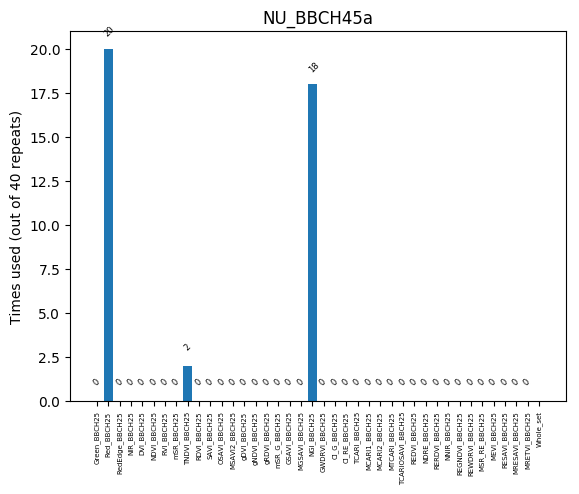 NU_BBCH45a
Times used (out of 40 repeats)
20.0
17.5
15.0
12.5
10.0
7.5
5.0
2.5
0.0
0 20 0 0 0 0 0 0 2 0 0 0 0 0 0 0 0 0 0 18 0 0 0 0 0 0 0 0 0 0 0 0 0 0 0 0 0 0 0
Green_BBCH25
Red_BBCH25
RedEdge_BBCH25
NIR_BBCH25
DVI_BBCH25
NDVI_BBCH25
RVI_BBCH25
mSR_BBCH25
TNDVI_BBCH25
RDVI_BBCH25
SAVI_BBCH25
OSAVI_BBCH25
MSAVI2_BBCH25
gDVI_BBCH25
gNDVI_BBCH25
gRDVI_BBCH25
mSR_G_BBCH25
GSAVI_BBCH25
MGSAVI_BBCH25
NGI_BBCH25
GWDRVI_BBCH25
CI_G_BBCH25
CI_RE_BBCH25
TCARI_BBCH25
MCARI1_BBCH25
MCARI2_BBCH25
MTCARI_BBCH25
TCARIOSAVI_BBCH25
REDVI_BBCH25
NDRE_BBCH25
RERDVI_BBCH25
NNIR_BBCH25
REGNDVI_BBCH25
REWDRVI_BBCH25
MSR_RE_BBCH25
MEVI_BBCH25
RESAVI_BBCH25
MRESAVI_BBCH25
MRETVI_BBCH25
Whole_set